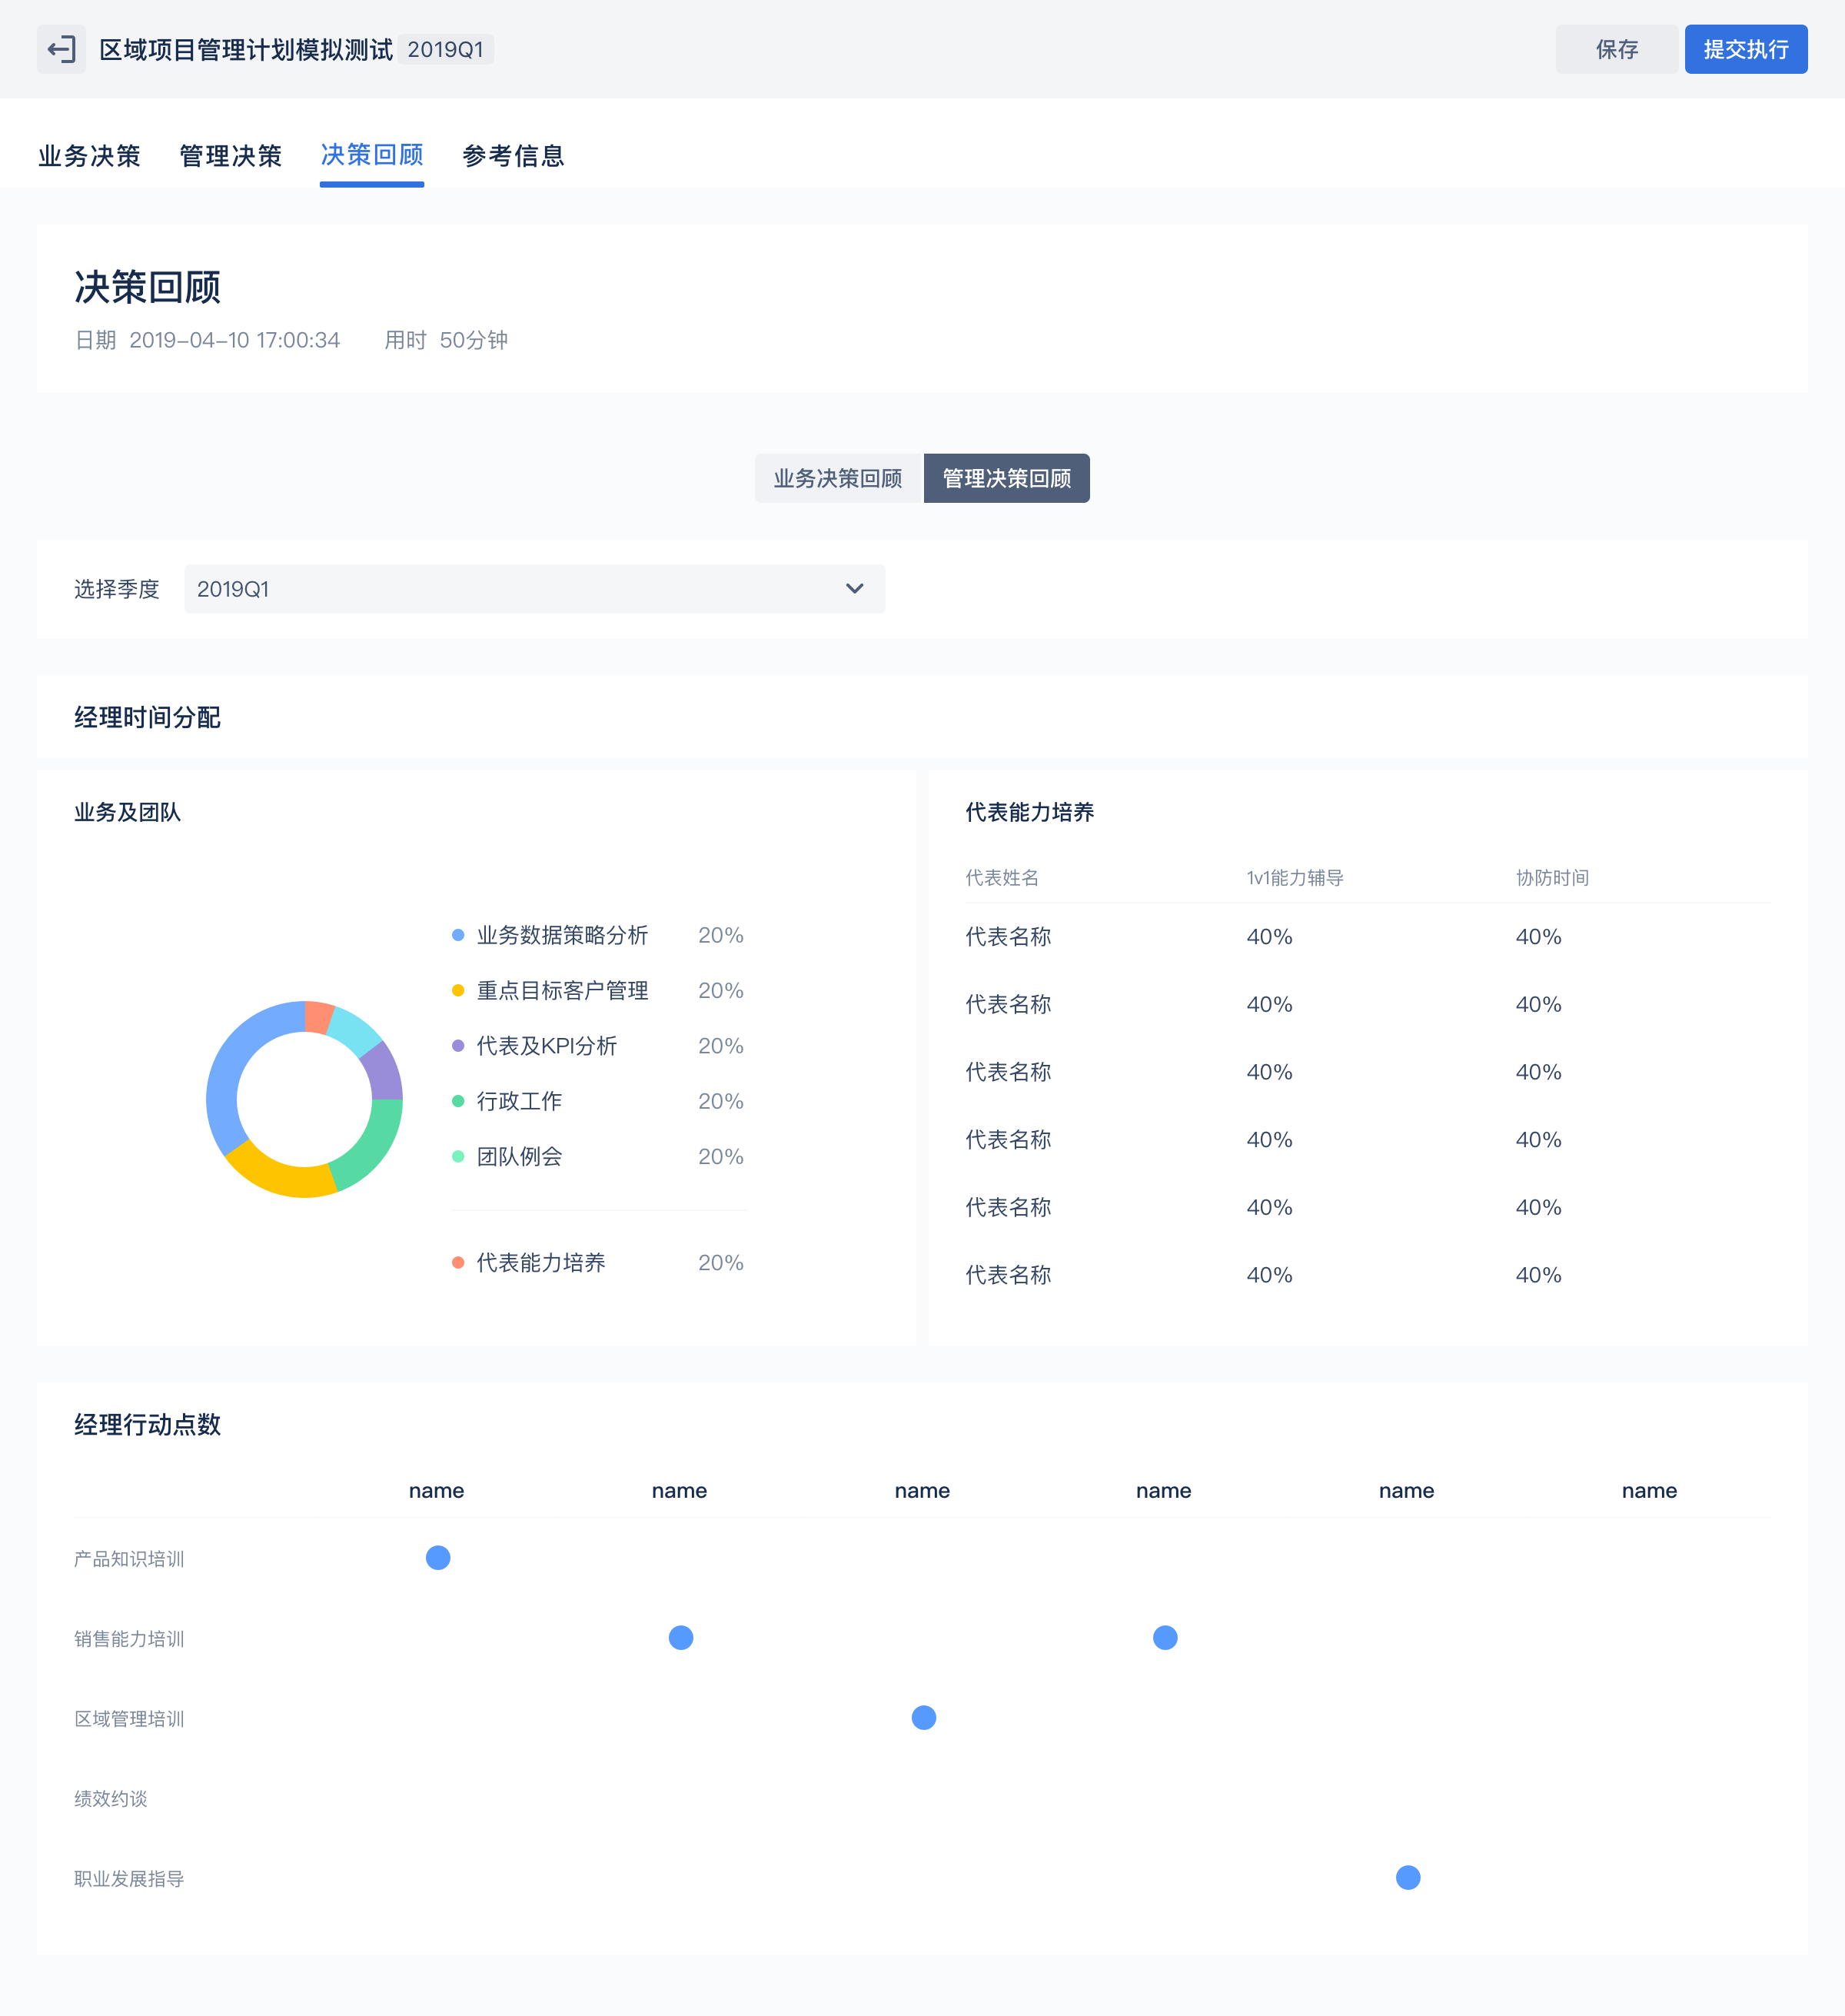 区域项目管理计划模拟测试 2019Q1 保存 提交执行
业务决策 管理决策 决策回顾 参考信息
决策回顾
日期 2019-04-10 17:00:34 用时 50分钟
业务决策回顾 管理决策回顾
选择季度 2019Q1
经理时间分配
业务及团队
业务数据策略分析 20%
重点目标客户管理 20%
代表及KPI分析 20%
行政工作 20%
团队例会 20%
代表能力培养 20%
代表能力培养
代表姓名 1v1能力辅导 协防时间
代表名称 40% 40%
代表名称 40% 40%
代表名称 40% 40%
代表名称 40% 40%
代表名称 40% 40%
代表名称 40% 40%
经理行动点数
name name name name name name
产品知识培训
销售能力培训
区域管理培训
绩效约谈
职业发展指导